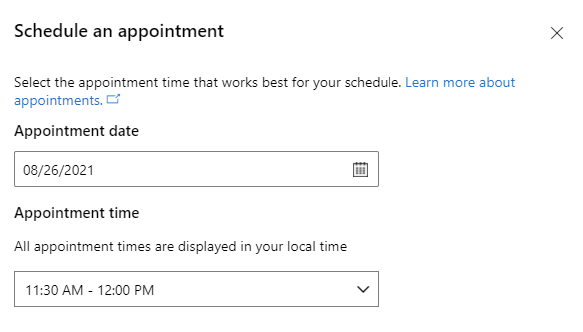 Schedule an appointment
Select the appointment time that works best for your schedule. Learn more about
appointments.
Appointment date
08/26/2021
Appointment time
All appointment times are displayed in your local time
11:30 AM - 12:00 PM